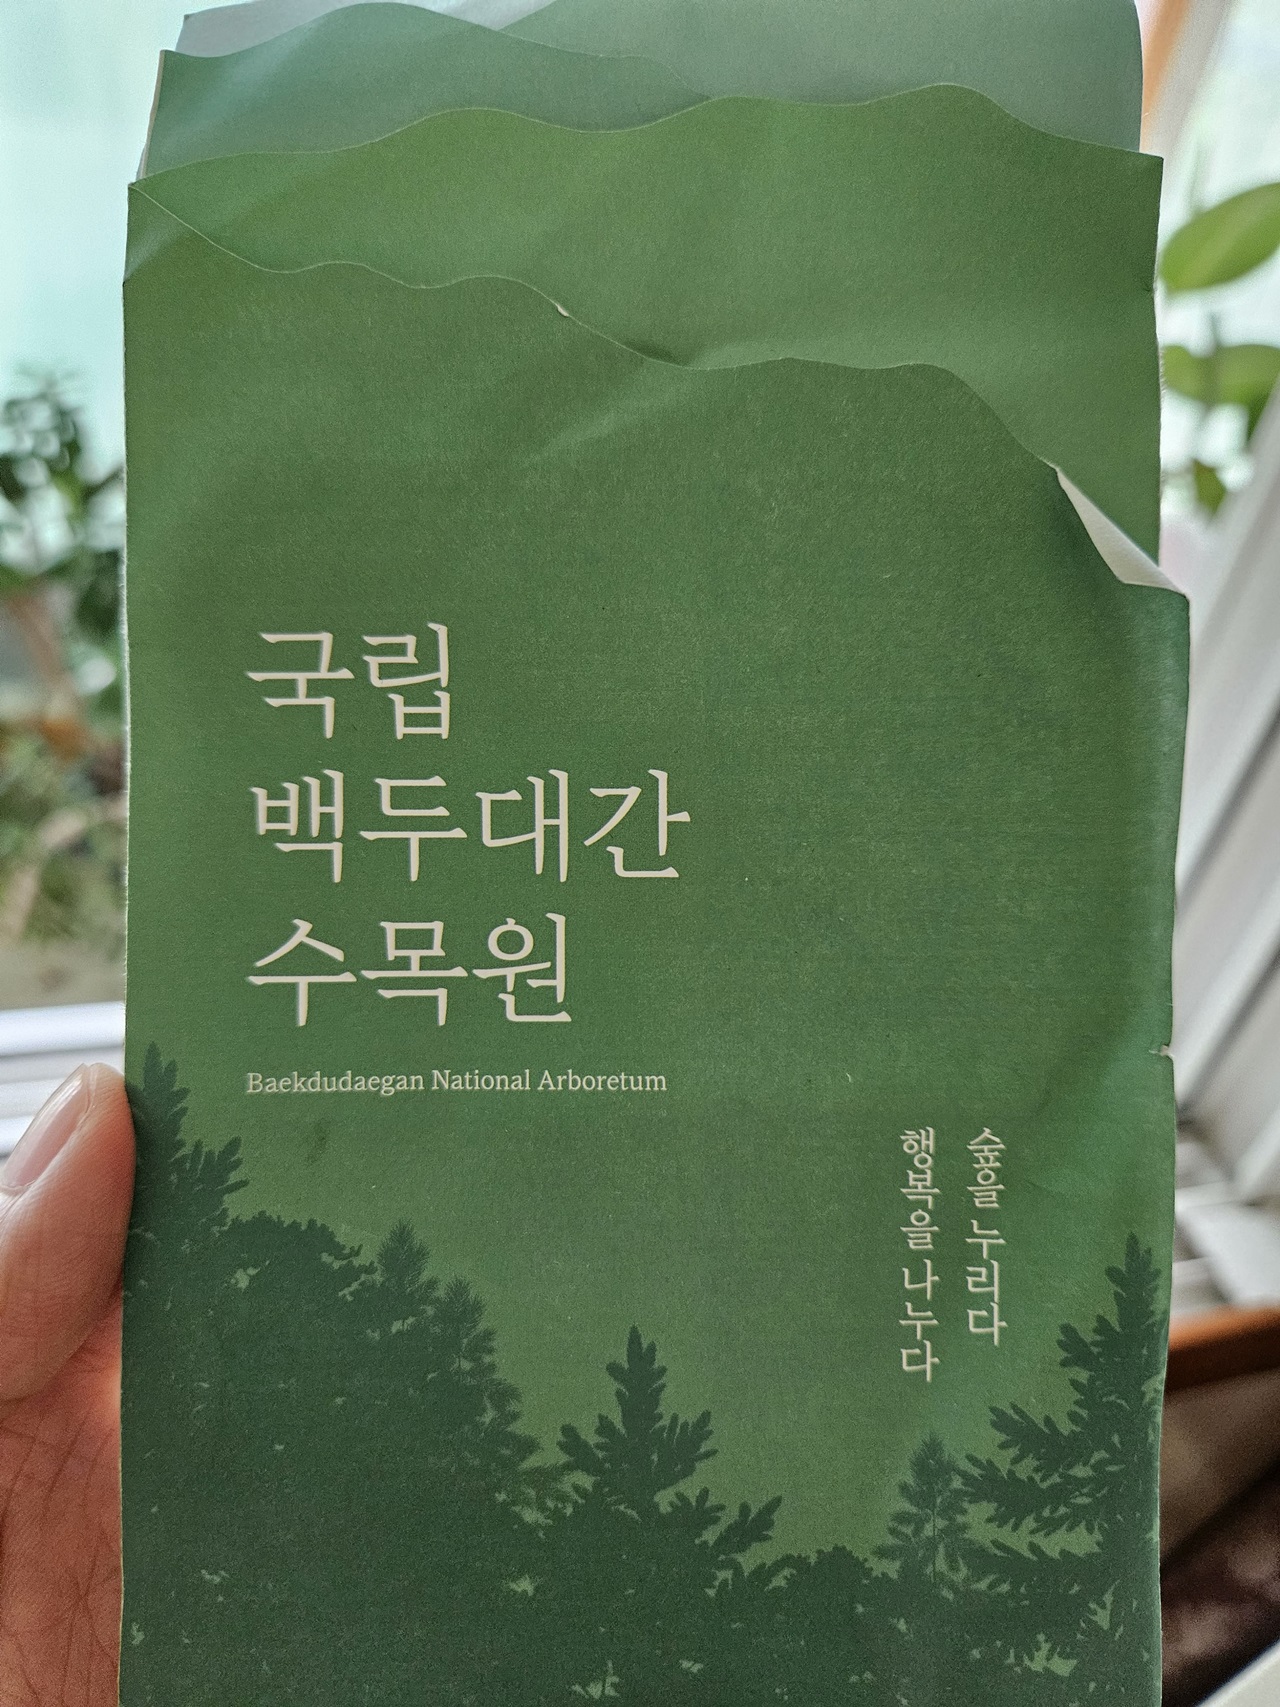 국립
백두대간
수목원
Baekdudaegan National Arboretum
숲을 누리다
행복을 나누다